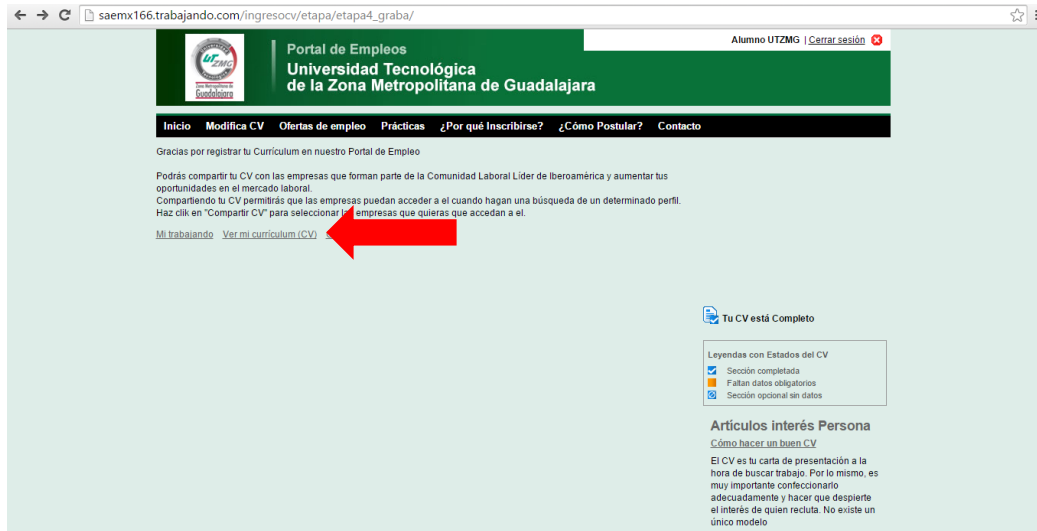 saemx166.trabajando.com/ingresocv/etapa/etapa4_graba/
Alumno UTZMG | Cerrar sesión
UTZMG
Zona Metropolitana de
Guadalajara
Portal de Empleos
Universidad Tecnológica
de la Zona Metropolitana de Guadalajara
Inicio Modifica CV Ofertas de empleo Prácticas ¿Por qué Inscribirse? ¿Cómo Postular? Contacto
Gracias por registrar tu Currículum en nuestro Portal de Empleo
Podrás compartir tu CV con las empresas que forman parte de la Comunidad Laboral Líder de Iberoamérica y aumentar tus
oportunidades en el mercado laboral.
Compartiendo tu CV permitirás que las empresas puedan acceder a el cuando hagan una búsqueda de un determinado perfil.
Haz clik en "Compartir CV" para seleccionar las empresas que quieras que accedan a el.
Mi trabajando Ver mi currículum (CV)
Tu CV está Completo
Leyendas con Estados del CV
Sección completada
Faltan datos obligatorios
Sección opcional sin datos
Artículos interés Persona
Cómo hacer un buen CV
El CV es tu carta de presentación a la
hora de buscar trabajo. Por lo mismo, es
muy importante confeccionarlo
adecuadamente y hacer que despierte
el interés de quien recluta. No existe un
único modelo